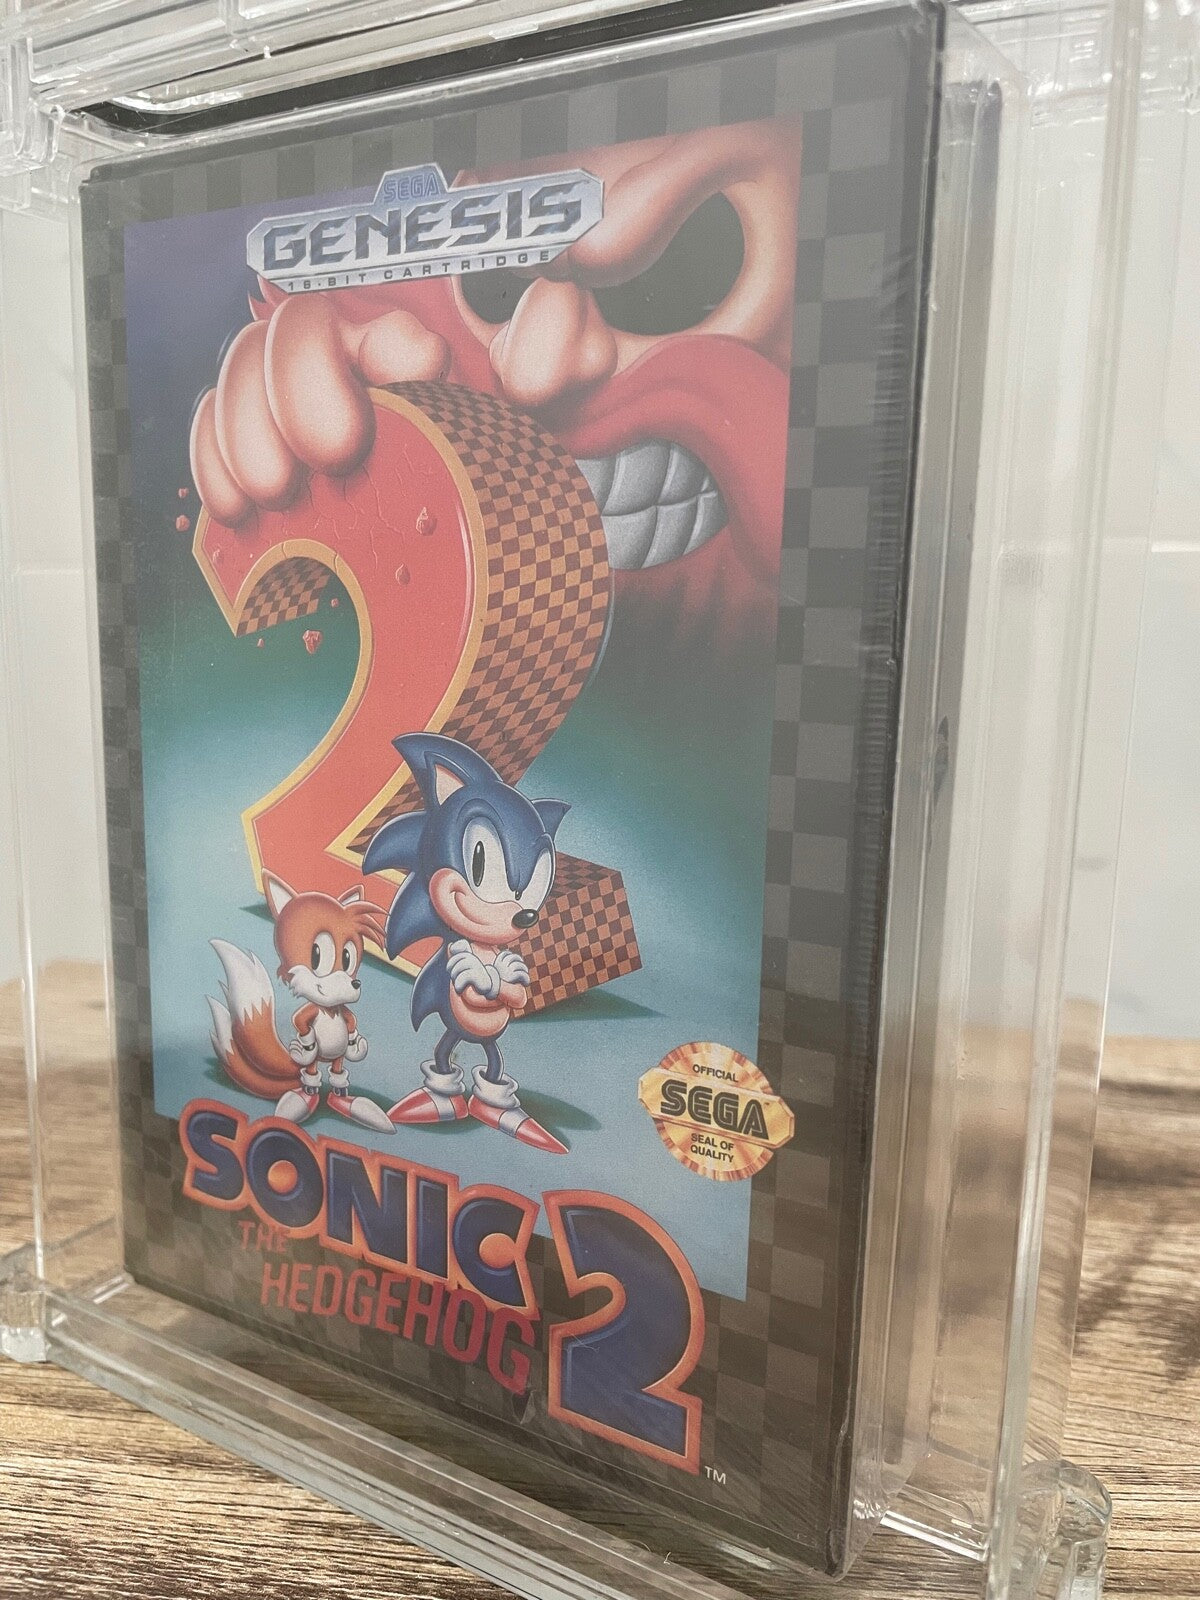 SEGA
GENESIS
16-BIT CARTRIDGE
OFFICIAL
SEGA
SEAL OF
QUALITY
SONIC 2
THE
HEDGEHOG
TM